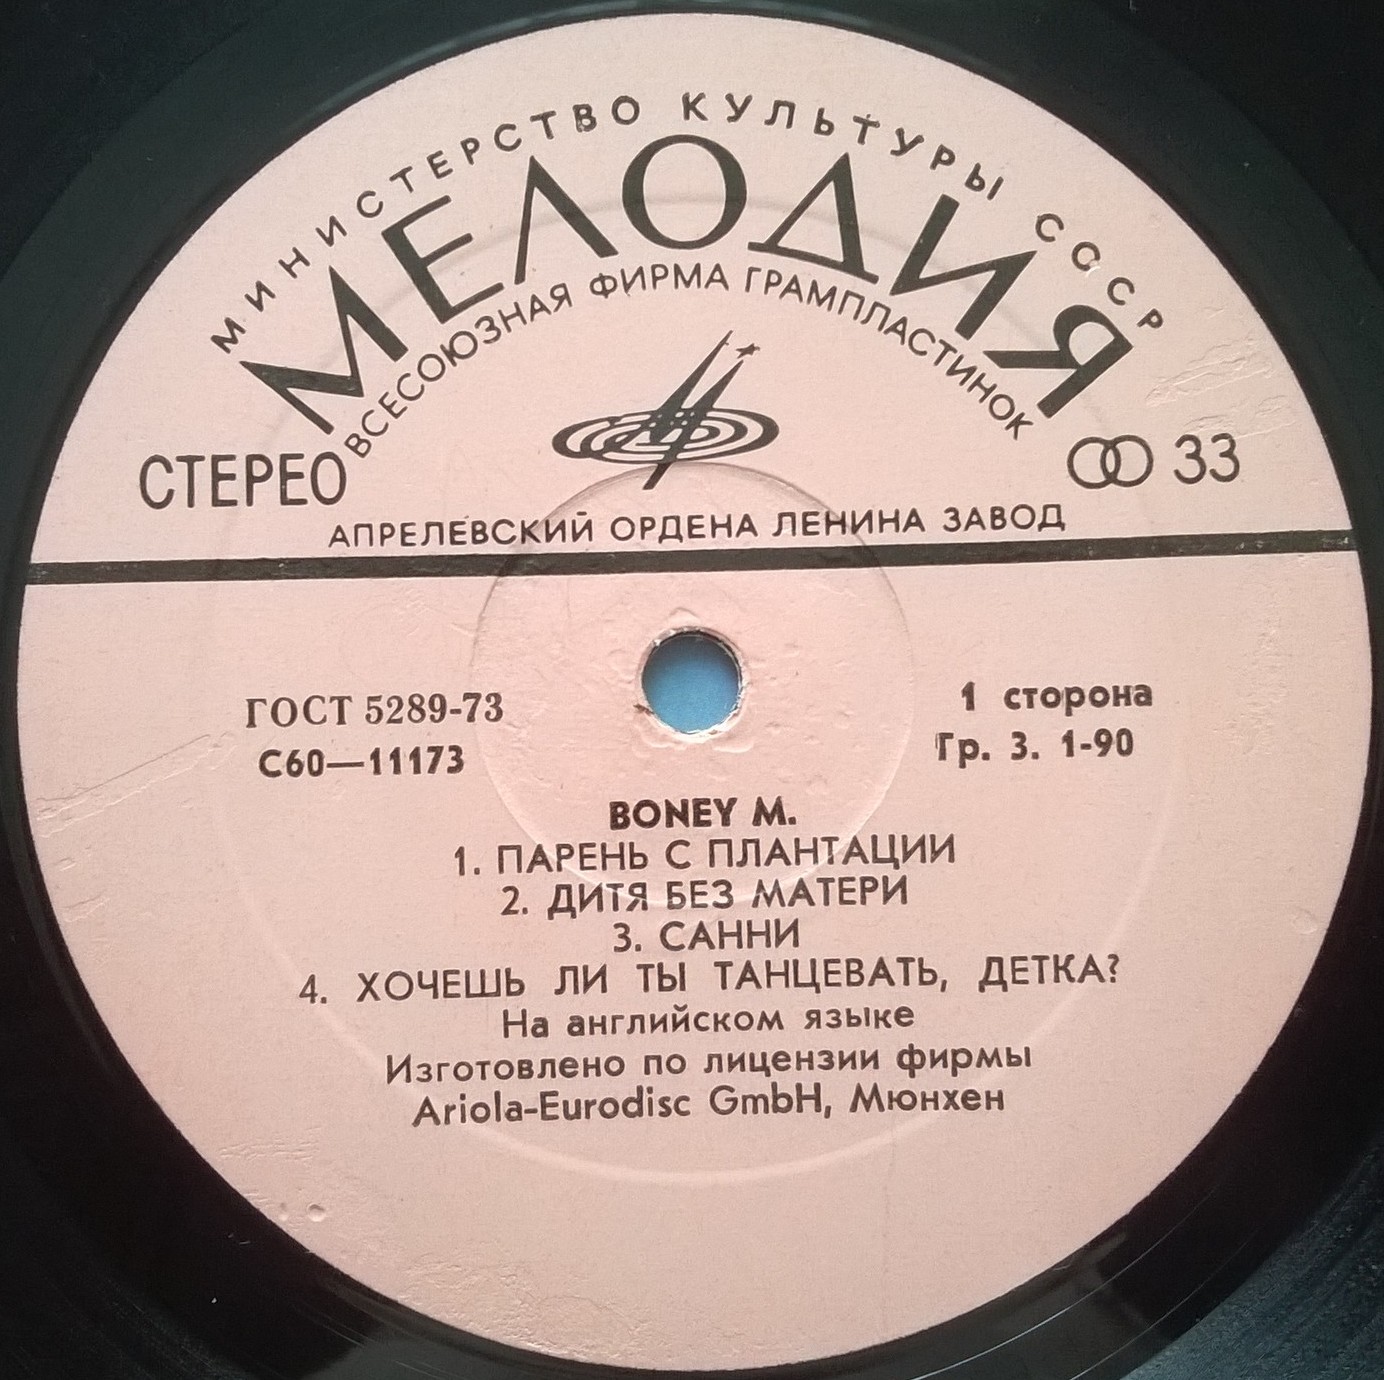 МИНИСТЕРСТВО КУЛЬТУРЫ СССР
МЕЛОДИЯ
ВСЕСОЮЗНАЯ ФИРМА ГРАМПЛАСТИНОК
СТЕРЕО
33
АПРЕЛЕВСКИЙ ОРДЕНА ЛЕНИНА ЗАВОД
ГОСТ 5289-73
С60—11173
1 сторона
Гр. 3. 1-90
BONEY M.
1. ПАРЕНЬ С ПЛАНТАЦИИ
2. ДИТЯ БЕЗ МАТЕРИ
3. САННИ
4. ХОЧЕШЬ ЛИ ТЫ ТАНЦЕВАТЬ, ДЕТКА?
На английском языке
Изготовлено по лицензии фирмы
Ariola-Eurodisc GmbH, Мюнхен